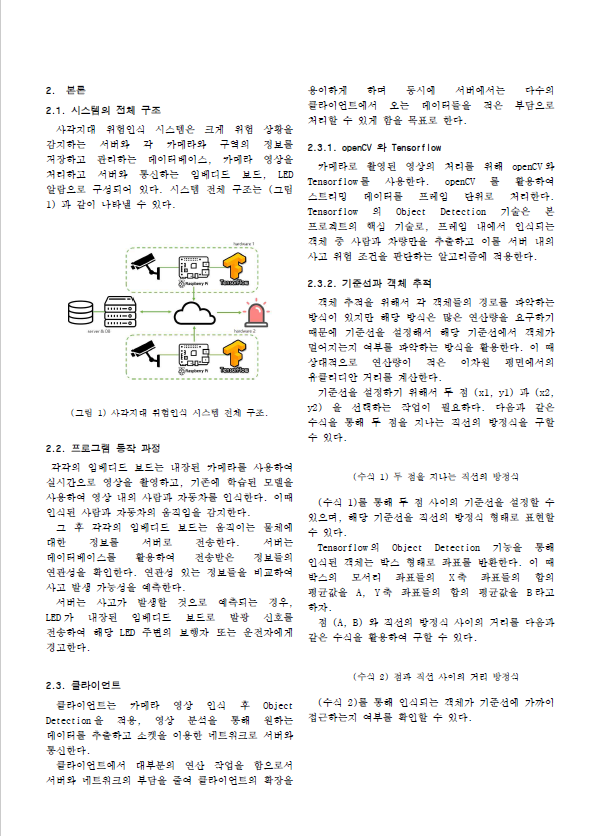 2. 본론
2.1. 시스템의 전체 구조
사각지대 위험인식 시스템은 크게 위험 상황을
감지하는 서버와 각 카메라와 구역의 정보를
저장하고 관리하는 데이터베이스, 카메라 영상을
처리하고 서버와 통신하는 임베디드 보드, LED
알람으로 구성되어 있다. 시스템 전체 구조는 (그림
1) 과 같이 나타낼 수 있다.
hardware 1
Raspberry Pi
TensorFlow
server & DB
hardware 2
Raspberry Pi
TensorFlow
(그림 1) 사각지대 위험인식 시스템 전체 구조.
2.2. 프로그램 동작 과정
각각의 임베디드 보드는 내장된 카메라를 사용하여
실시간으로 영상을 촬영하고, 기존에 학습된 모델을
사용하여 영상 내의 사람과 자동차를 인식한다. 이때
인식된 사람과 자동차의 움직임을 감지한다.
그 후 각각의 임베디드 보드는 움직이는 물체에
대한 정보를 서버로 전송한다. 서버는
데이터베이스를 활용하여 전송받은 정보들의
연관성을 확인한다. 연관성 있는 정보들을 비교하여
사고 발생 가능성을 예측한다.
서버는 사고가 발생할 것으로 예측되는 경우,
LED가 내장된 임베디드 보드로 발광 신호를
전송하여 해당 LED 주변의 보행자 또는 운전자에게
경고한다.
2.3. 클라이언트
클라이언트는 카메라 영상 인식 후 Object
Detection을 적용, 영상 분석을 통해 원하는
데이터를 추출하고 소켓을 이용한 네트워크로 서버와
통신한다.
클라이언트에서 대부분의 연산 작업을 함으로서
서버와 네트워크의 부담을 줄여 클라이언트의 확장을
용이하게 하며 동시에 서버에서는 다수의
클라이언트에서 오는 데이터들을 적은 부담으로
처리할 수 있게 함을 목표로 한다.
2.3.1. openCV 와 Tensorflow
카메라로 촬영된 영상의 처리를 위해 openCV와
Tensorflow를 사용한다. openCV 를 활용하여
스트리밍 데이터를 프레임 단위로 처리한다.
Tensorflow 의 Object Detection 기술은 본
프로젝트의 핵심 기술로, 프레임 내에서 인식되는
객체 중 사람과 차량만을 추출하고 이를 서버 내의
사고 위험 조건을 판단하는 알고리즘에 적용한다.
2.3.2. 기준선과 객체 추적
객체 추적을 위해서 각 객체들의 경로를 파악하는
방식이 있지만 해당 방식은 많은 연산량을 요구하기
때문에 기준선을 설정해서 해당 기준선에서 객체가
멀어지는지 여부를 파악하는 방식을 활용한다. 이 때
상대적으로 연산량이 적은 이차원 평면에서의
유클리디안 거리를 계산한다.
기준선을 설정하기 위해서 두 점 (x1, y1) 과 (x2,
y2) 을 선택하는 작업이 필요하다. 다음과 같은
수식을 통해 두 점을 지나는 직선의 방정식을 구할
수 있다.
(수식 1) 두 점을 지나는 직선의 방정식
(수식 1)를 통해 두 점 사이의 기준선을 설정할 수
있으며, 해당 기준선을 직선의 방정식 형태로 표현할
수 있다.
Tensorflow의 Object Detection 기능을 통해
인식된 객체는 박스 형태로 좌표를 반환한다. 이 때
박스의 모서리 좌표들의 X축 좌표들의 합의
평균값을 A, Y축 좌표들의 합의 평균값을 B라고
하자.
점 (A, B) 와 직선의 방정식 사이의 거리를 다음과
같은 수식을 활용하여 구할 수 있다.
(수식 2) 점과 직선 사이의 거리 방정식
(수식 2)를 통해 인식되는 객체가 기준선에 가까이
접근하는지 여부를 확인할 수 있다.